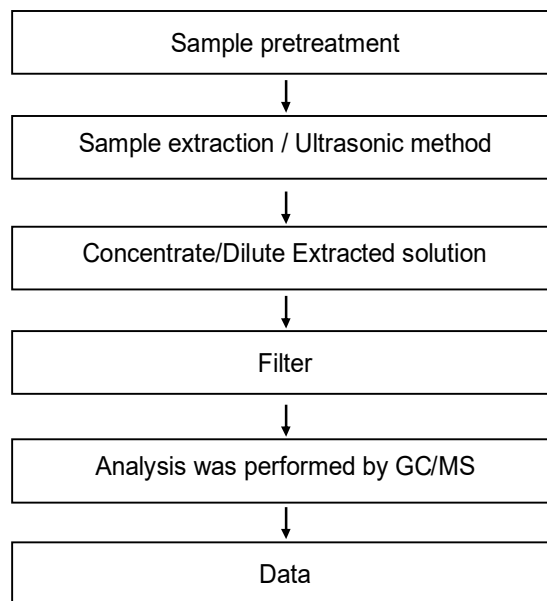 Sample pretreatment
Sample extraction / Ultrasonic method
Concentrate/Dilute Extracted solution
Filter
Analysis was performed by GC/MS
Data